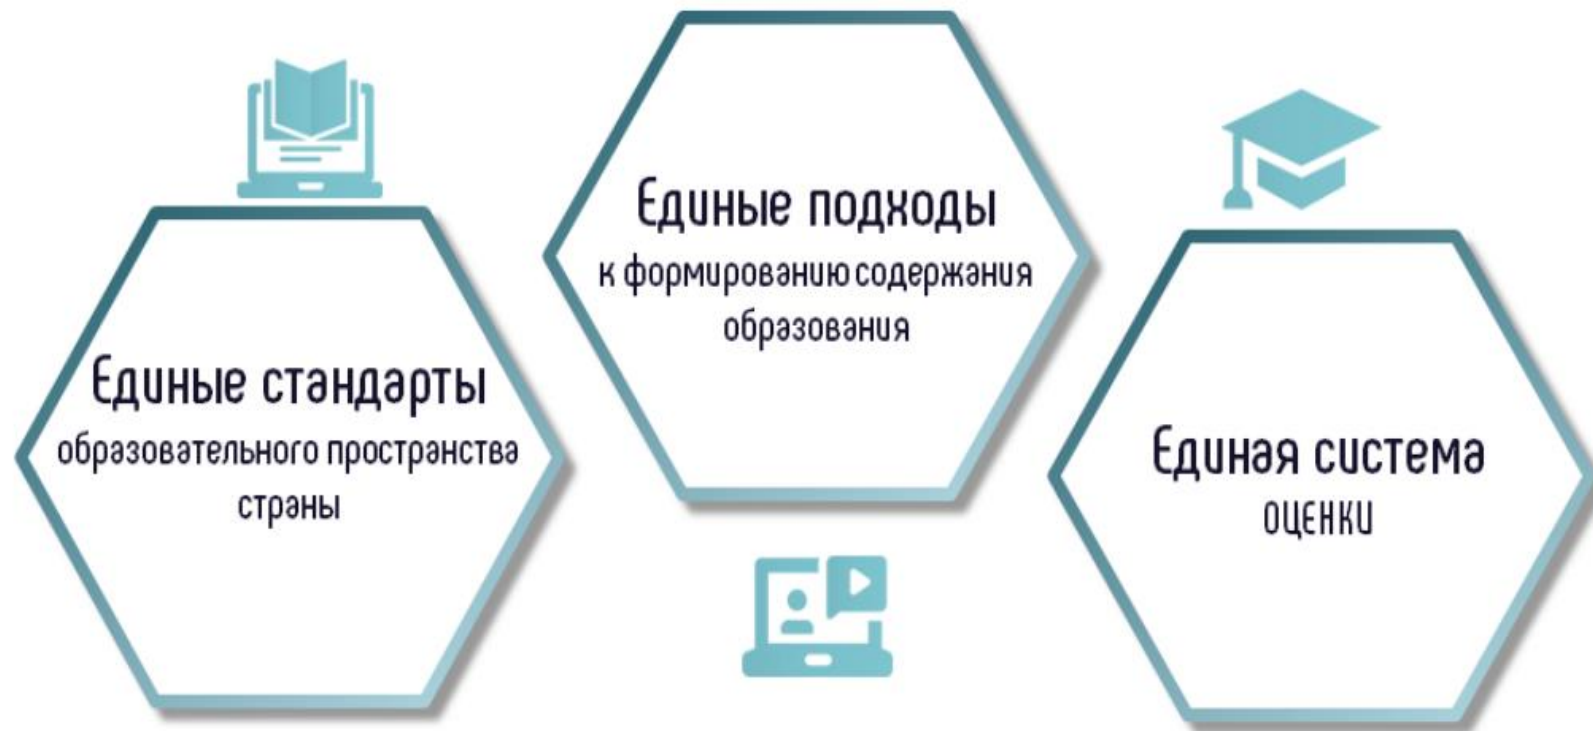 Единые стандарты
образовательного пространства
страны
Единые подходы
к формированию содержания
образования
Единая система
оценки